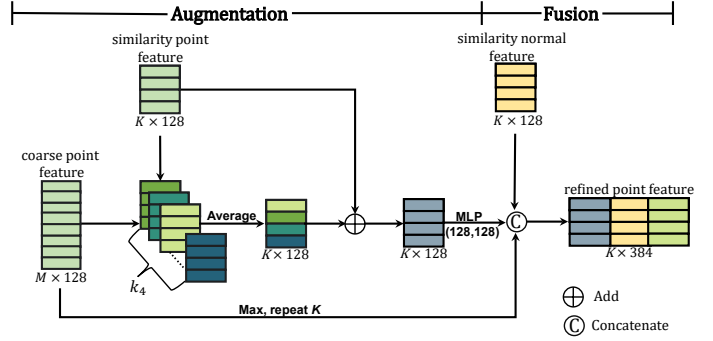 Augmentation
Fusion
similarity point
feature
K × 128
similarity normal
feature
K × 128
coarse point
feature
M × 128
k4
Average
K × 128
K × 128
MLP
(128,128)
C
refined point feature
K × 384
Max, repeat K
Add
C Concatenate